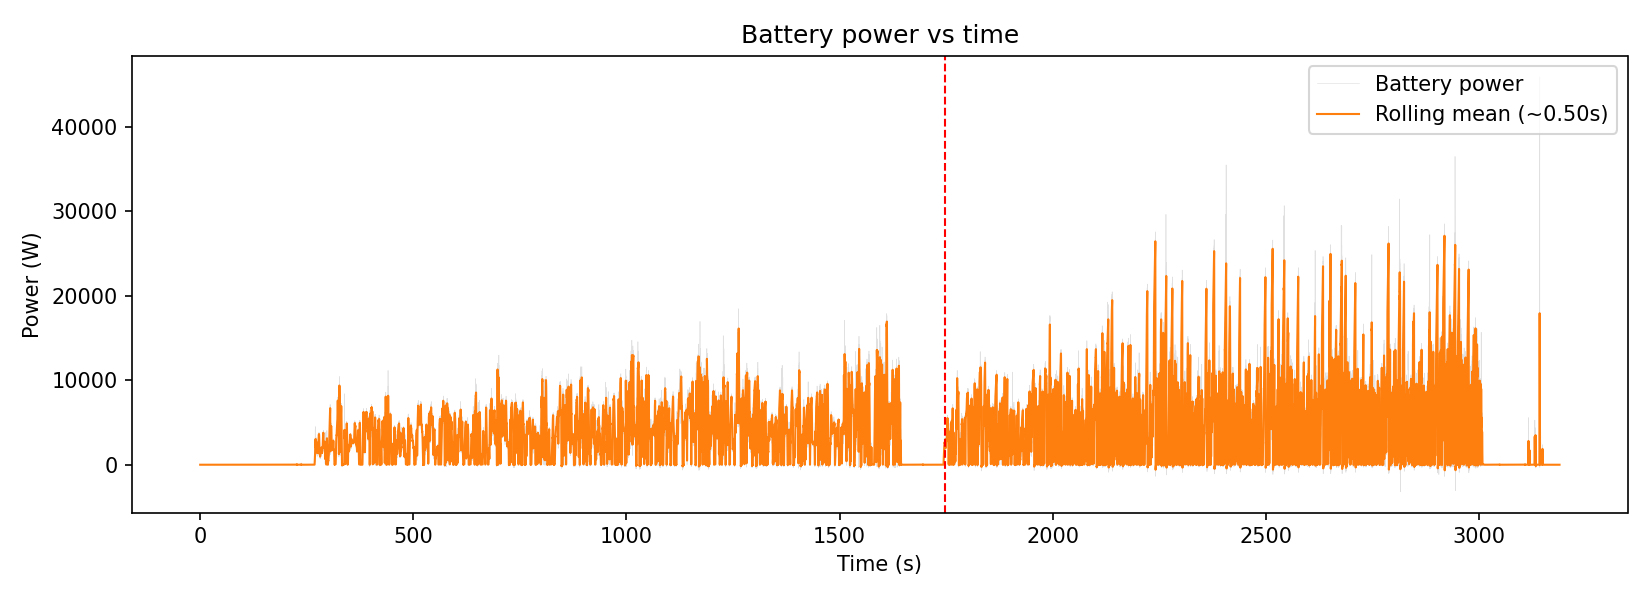 Battery power vs time
Battery power
Rolling mean (~0.50s)
40000
30000
20000
10000
0
Power (W)
0 500 1000 1500 2000 2500 3000
Time (s)